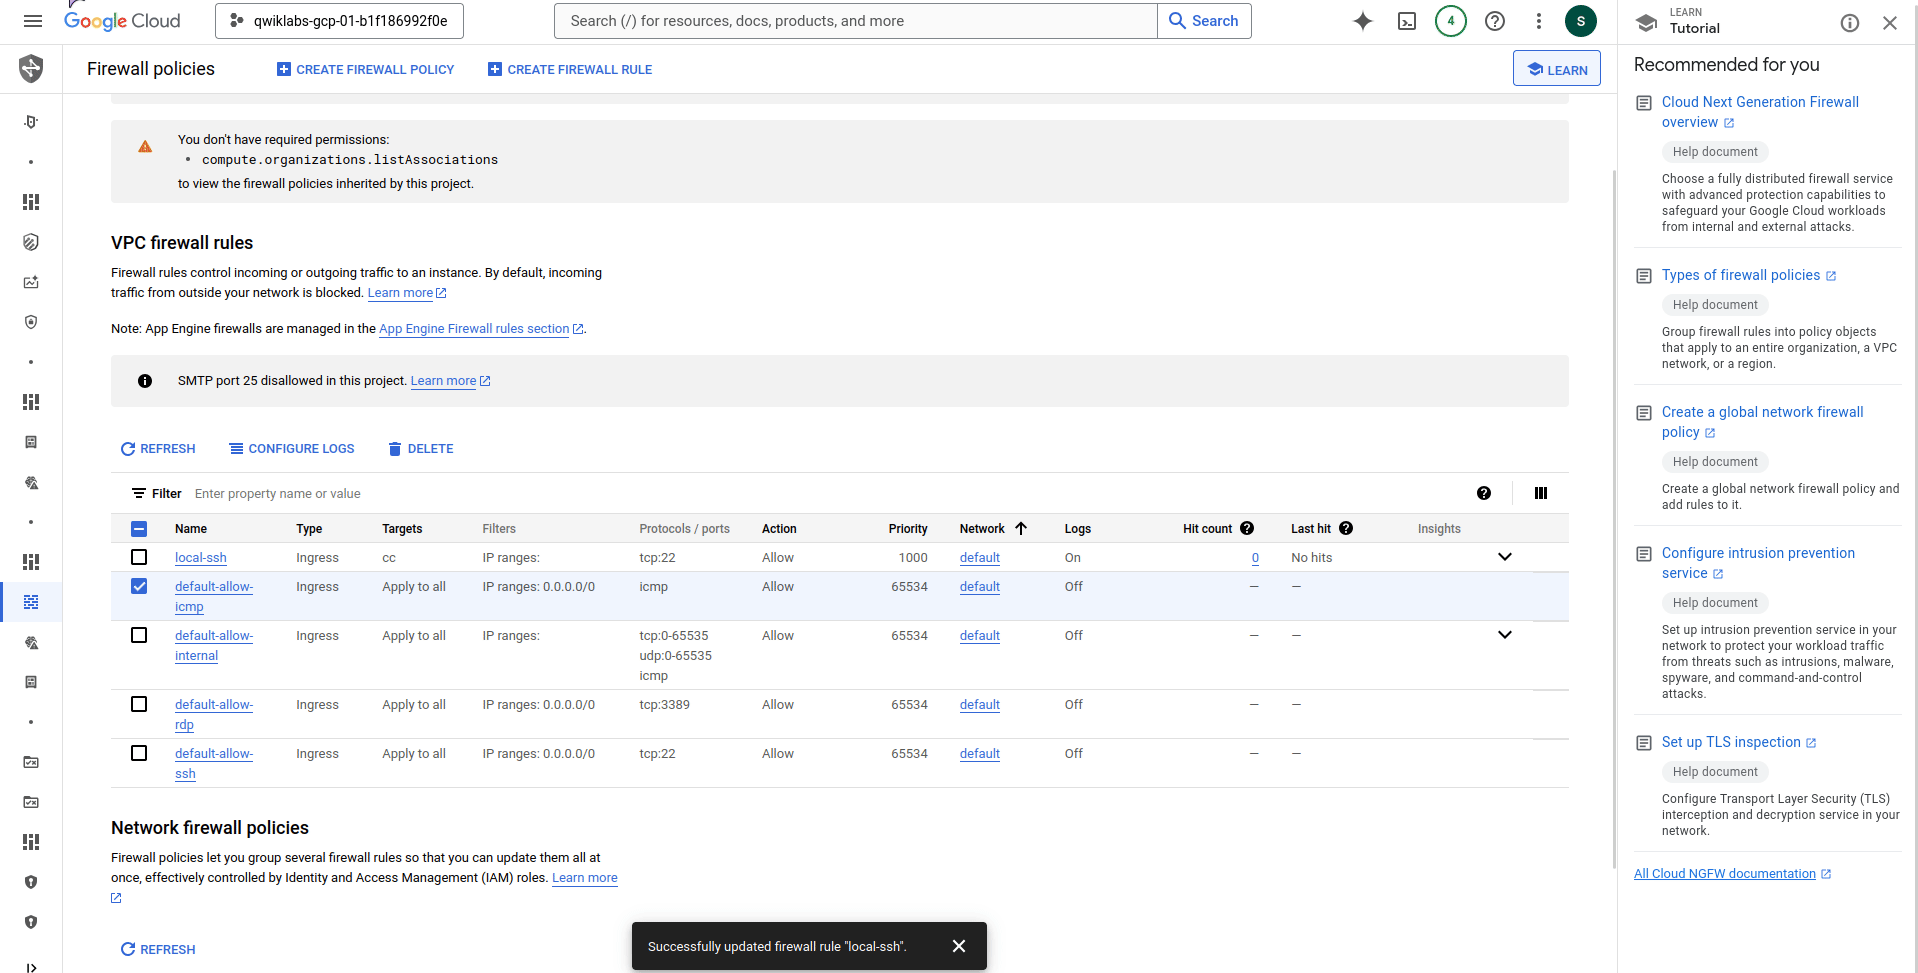 Google Cloud
qwiklabs-gcp-01-b1f186992f0e
Search (/) for resources, docs, products, and more
Search
4
S
LEARN
Tutorial
Firewall policies
CREATE FIREWALL POLICY
CREATE FIREWALL RULE
LEARN
You don't have required permissions:
• compute.organizations.listAssociations
to view the firewall policies inherited by this project.
VPC firewall rules
Firewall rules control incoming or outgoing traffic to an instance. By default, incoming
traffic from outside your network is blocked. Learn more
Note: App Engine firewalls are managed in the App Engine Firewall rules section.
SMTP port 25 disallowed in this project. Learn more
REFRESH CONFIGURE LOGS DELETE
Filter Enter property name or value
Name Type Targets Filters Protocols / ports Action Priority Network Logs Hit count Last hit Insights
local-ssh Ingress cc IP ranges: tcp:22 Allow 1000 default On 0 No hits
default-allow- Ingress Apply to all IP ranges: 0.0.0.0/0 icmp Allow 65534 default Off — —
icmp
default-allow- Ingress Apply to all IP ranges: tcp:0-65535 Allow 65534 default Off — —
internal udp:0-65535
icmp
default-allow- Ingress Apply to all IP ranges: 0.0.0.0/0 tcp:3389 Allow 65534 default Off — —
rdp
default-allow- Ingress Apply to all IP ranges: 0.0.0.0/0 tcp:22 Allow 65534 default Off — —
ssh
Network firewall policies
Firewall policies let you group several firewall rules so that you can update them all at
once, effectively controlled by Identity and Access Management (IAM) roles. Learn more
REFRESH
Successfully updated firewall rule "local-ssh".
Recommended for you
Cloud Next Generation Firewall
overview
Help document
Choose a fully distributed firewall service
with advanced protection capabilities to
safeguard your Google Cloud workloads
from internal and external attacks.
Types of firewall policies
Help document
Group firewall rules into policy objects
that apply to an entire organization, a VPC
network, or a region.
Create a global network firewall
policy
Help document
Create a global network firewall policy and
add rules to it.
Configure intrusion prevention
service
Help document
Set up intrusion prevention service in your
network to protect your workload traffic
from threats such as intrusions, malware,
spyware, and command-and-control
attacks.
Set up TLS inspection
Help document
Configure Transport Layer Security (TLS)
interception and decryption service in your
network.
All Cloud NGFW documentation